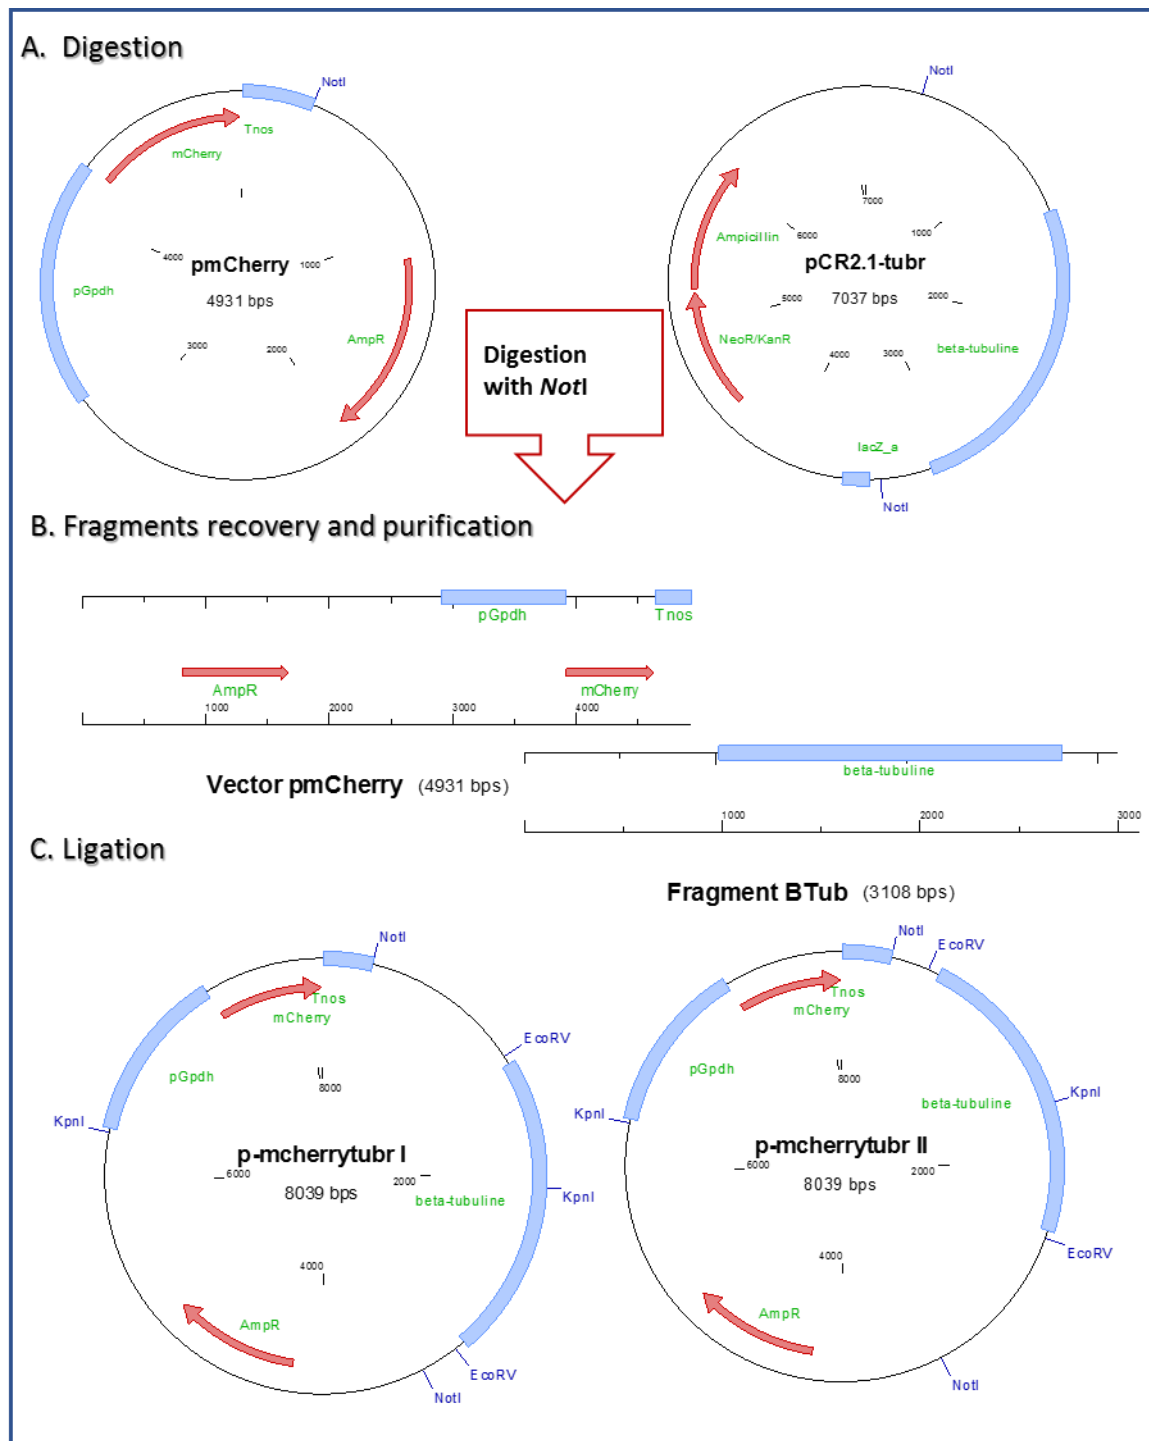 A. Digestion
NotI
Tnos
mCherry
pGpdh
4000
1000
pmCherry
4931 bps
3000
2000
AmpR
NotI
7000
Ampicillin
6000
1000
pCR2.1-tubr
7037 bps
5000
2000
NeoR/KanR
4000
3000
beta-tubuline
lacZ_a
NotI
Digestion
with NotI
B. Fragments recovery and purification
pGpdh
Tnos
AmpR
mCherry
1000
2000
3000
4000
Vector pmCherry (4931 bps)
beta-tubuline
1000
2000
3000
Fragment BTub (3108 bps)
C. Ligation
NotI
Tnos
mCherry
EcoRV
pGpdh
8000
KpnI
p-mcherrytubr I
6000
2000
8039 bps
beta-tubuline
KpnI
4000
AmpR
EcoRV
NotI
NotI
EcoRV
Tnos
mCherry
pGpdh
8000
KpnI
beta-tubuline
KpnI
p-mcherrytubr II
6000
2000
8039 bps
EcoRV
4000
AmpR
NotI